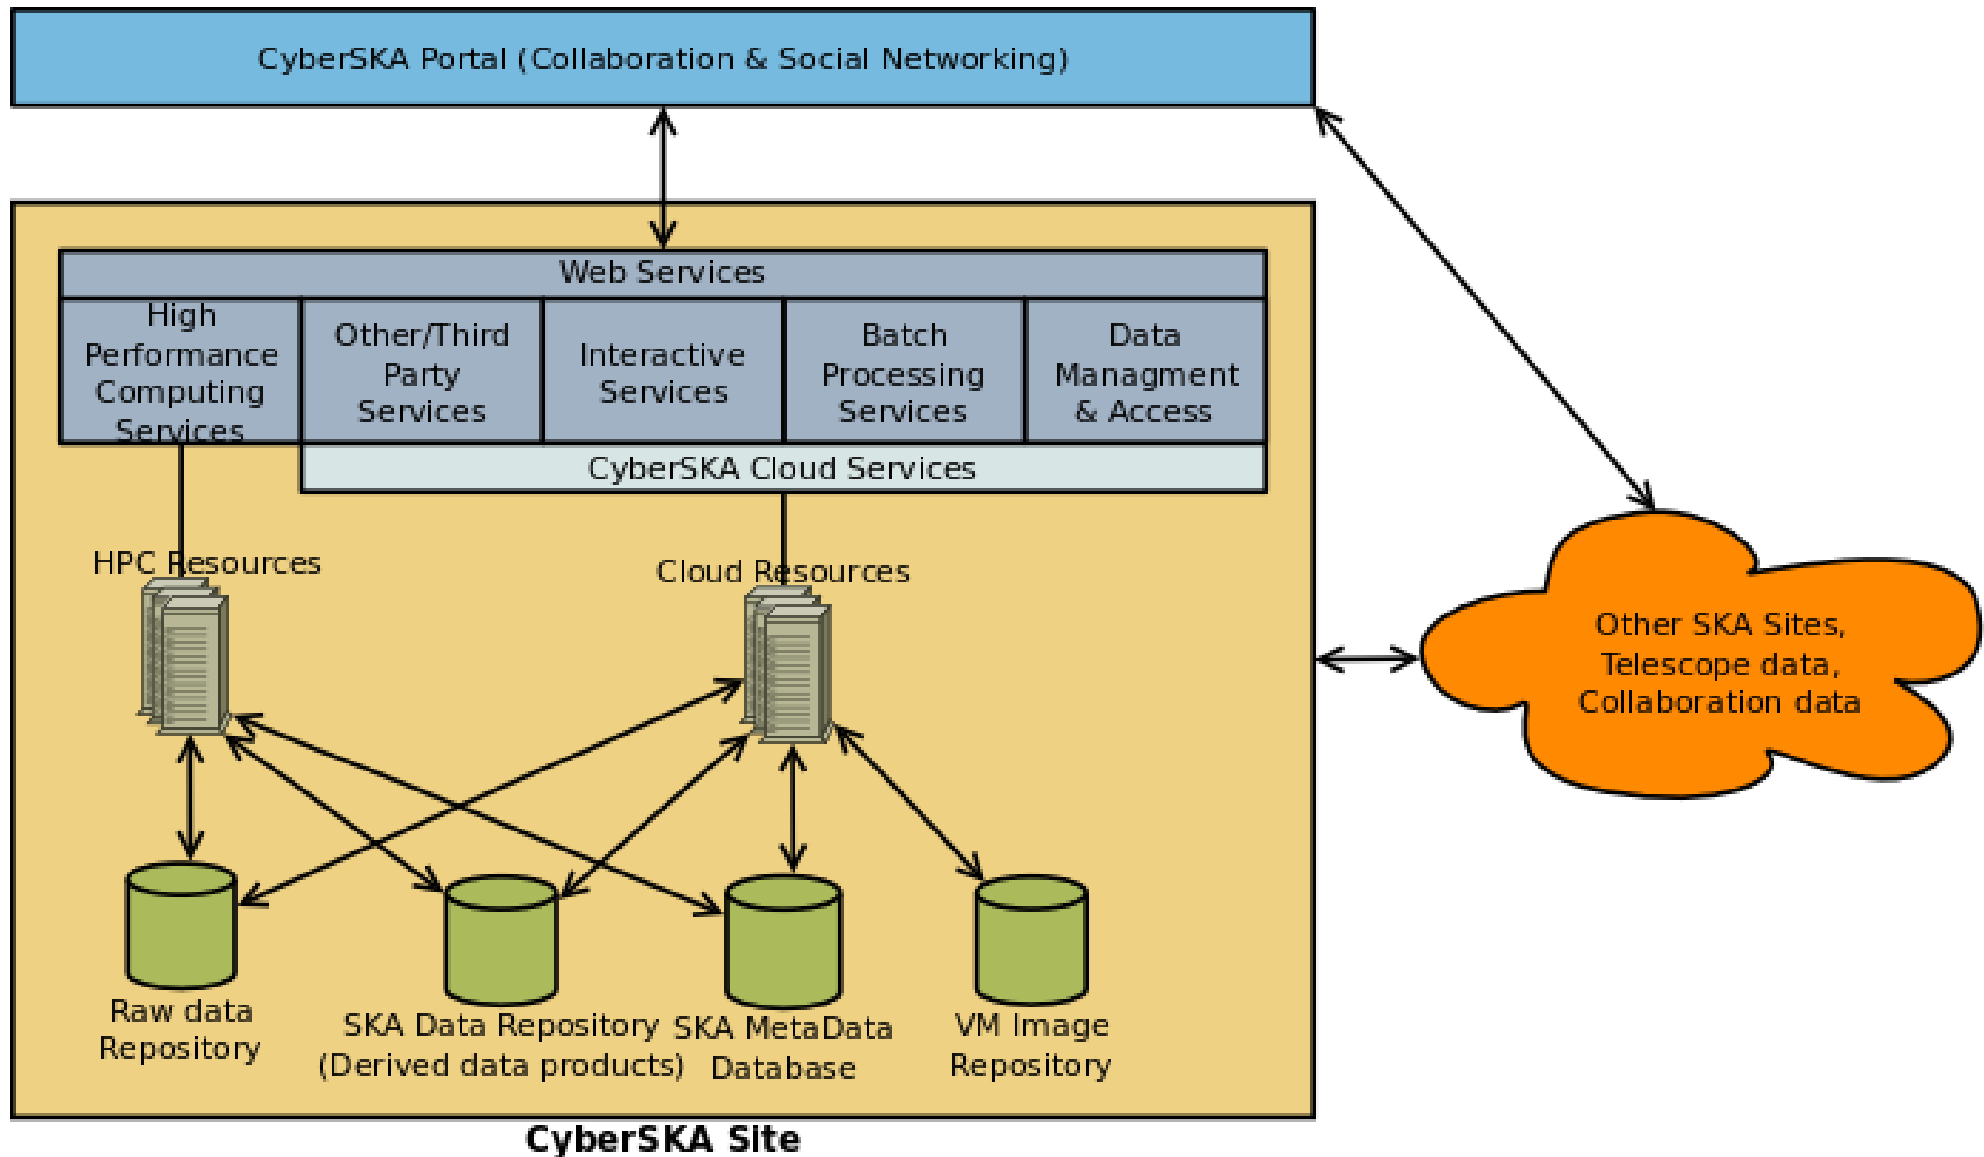 CyberSKA Portal (Collaboration & Social Networking)
Web Services
High
Performance
Computing
Services
Other/Third
Party
Services
Interactive
Services
Batch
Processing
Services
Data
Managment
& Access
CyberSKA Cloud Services
HPC Resources
Cloud Resources
Other SKA Sites,
Telescope data,
Collaboration data
Raw data
Repository
SKA Data Repository
(Derived data products)
SKA MetaData
Database
VM Image
Repository
CyberSKA Site